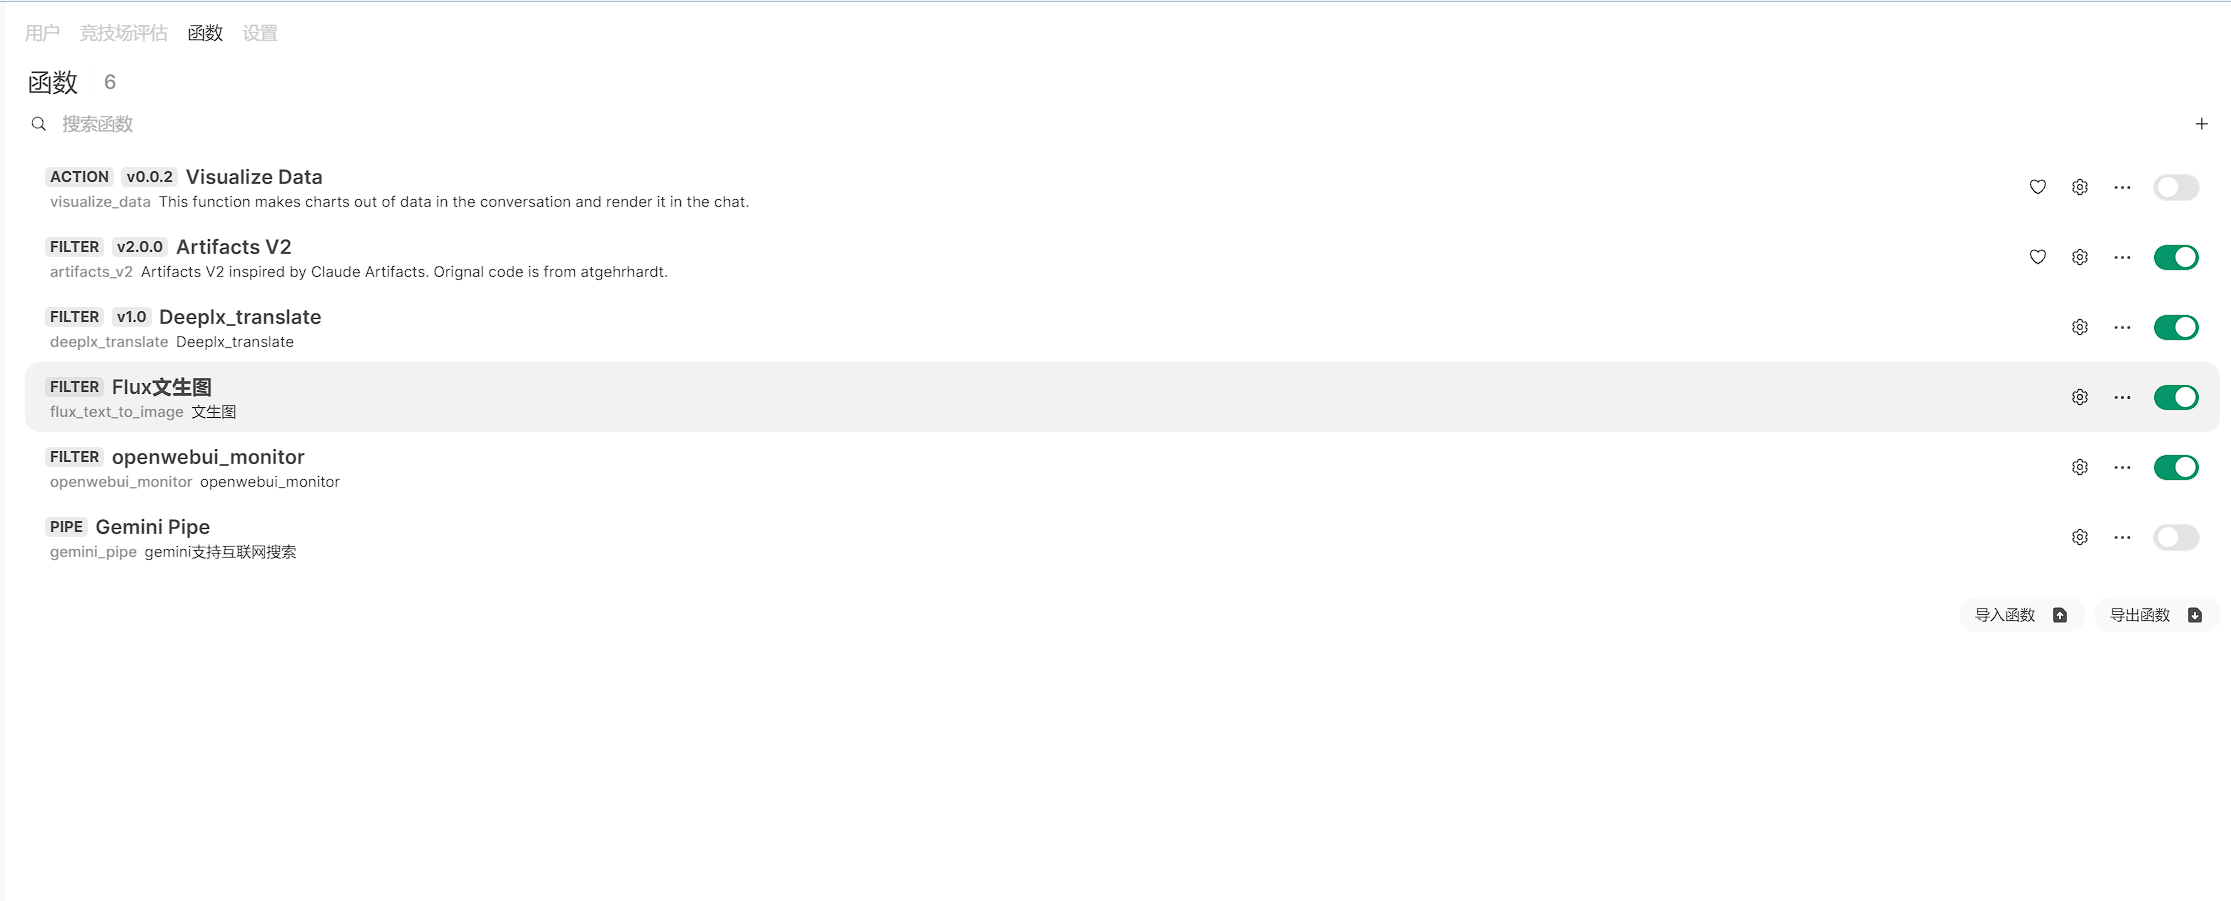 用户 竞技场评估 函数 设置
函数 6
搜索函数
ACTION v0.0.2 Visualize Data
visualize_data This function makes charts out of data in the conversation and render it in the chat.
FILTER v2.0.0 Artifacts V2
artifacts_v2 Artifacts V2 inspired by Claude Artifacts. Orignal code is from atgehrhardt.
FILTER v1.0 Deeplx_translate
deeplx_translate Deeplx_translate
FILTER Flux文生图
flux_text_to_image 文生图
FILTER openwebui_monitor
openwebui_monitor openwebui_monitor
PIPE Gemini Pipe
gemini_pipe gemini支持互联网搜索
导入函数 导出函数